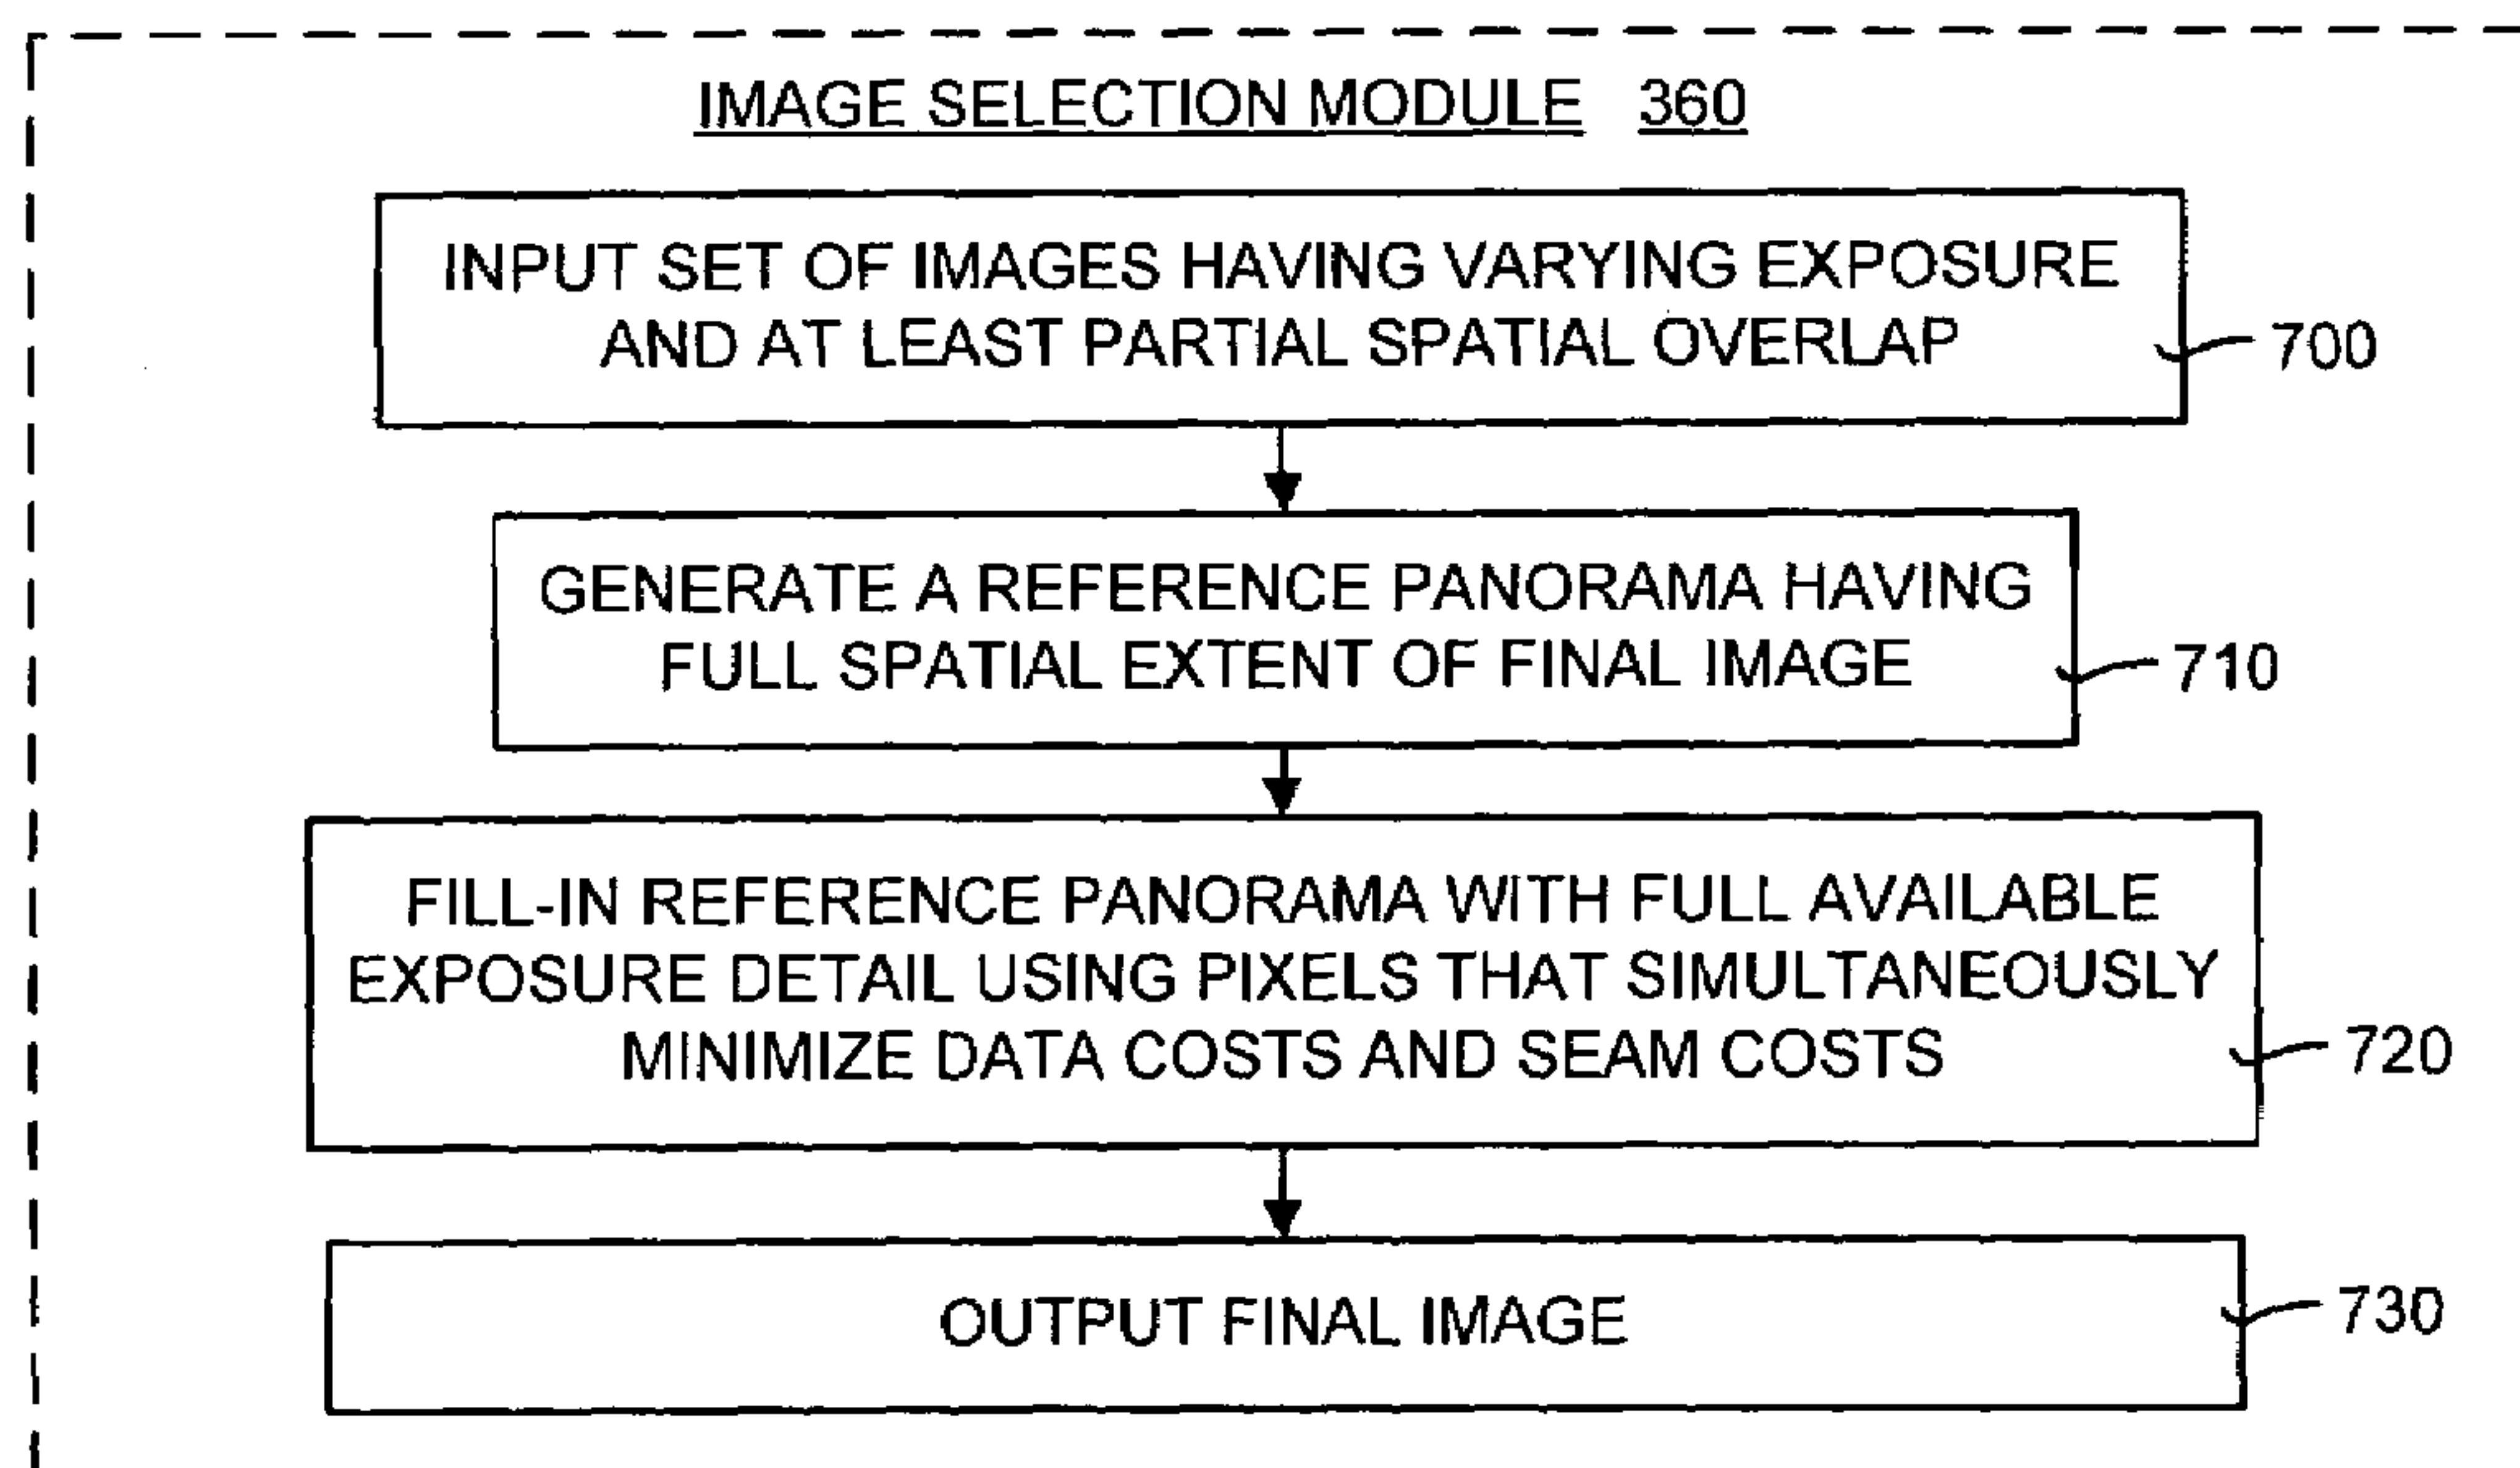 IMAGE SELECTION MODULE 360
INPUT SET OF IMAGES HAVING VARYING EXPOSURE
AND AT LEAST PARTIAL SPATIAL OVERLAP
700
GENERATE A REFERENCE PANORAMA HAVING
FULL SPATIAL EXTENT OF FINAL IMAGE
710
FILL-IN REFERENCE PANORAMA WITH FULL AVAILABLE
EXPOSURE DETAIL USING PIXELS THAT SIMULTANEOUSLY
MINIMIZE DATA COSTS AND SEAM COSTS
720
OUTPUT FINAL IMAGE
730